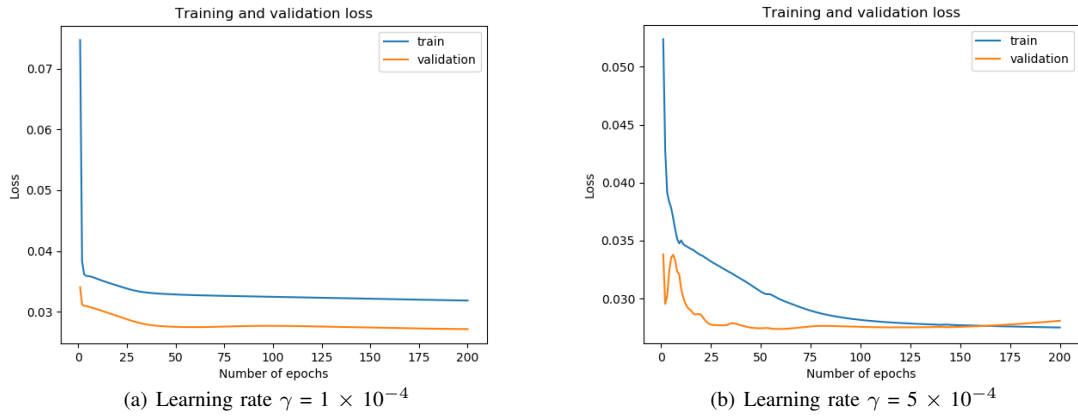 Training and validation loss
train
validation
Loss
0.07
0.06
0.05
0.04
0.03
0 25 50 75 100 125 150 175 200
Number of epochs
(a) Learning rate γ = 1 × 10⁻⁴
Training and validation loss
train
validation
Loss
0.050
0.045
0.040
0.035
0.030
0 25 50 75 100 125 150 175 200
Number of epochs
(b) Learning rate γ = 5 × 10⁻⁴